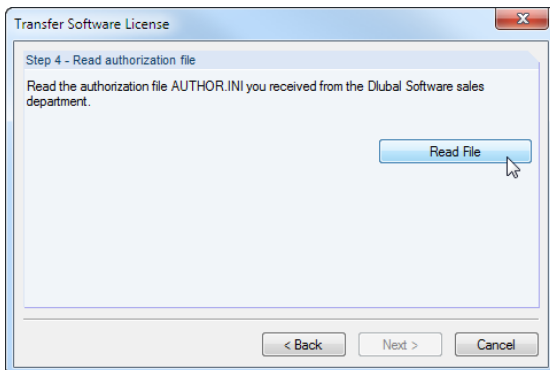 Transfer Software License
Step 4 - Read authorization file
Read the authorization file AUTHOR.INI you received from the Dlubal Software sales
department.
Read File
< Back Next > Cancel